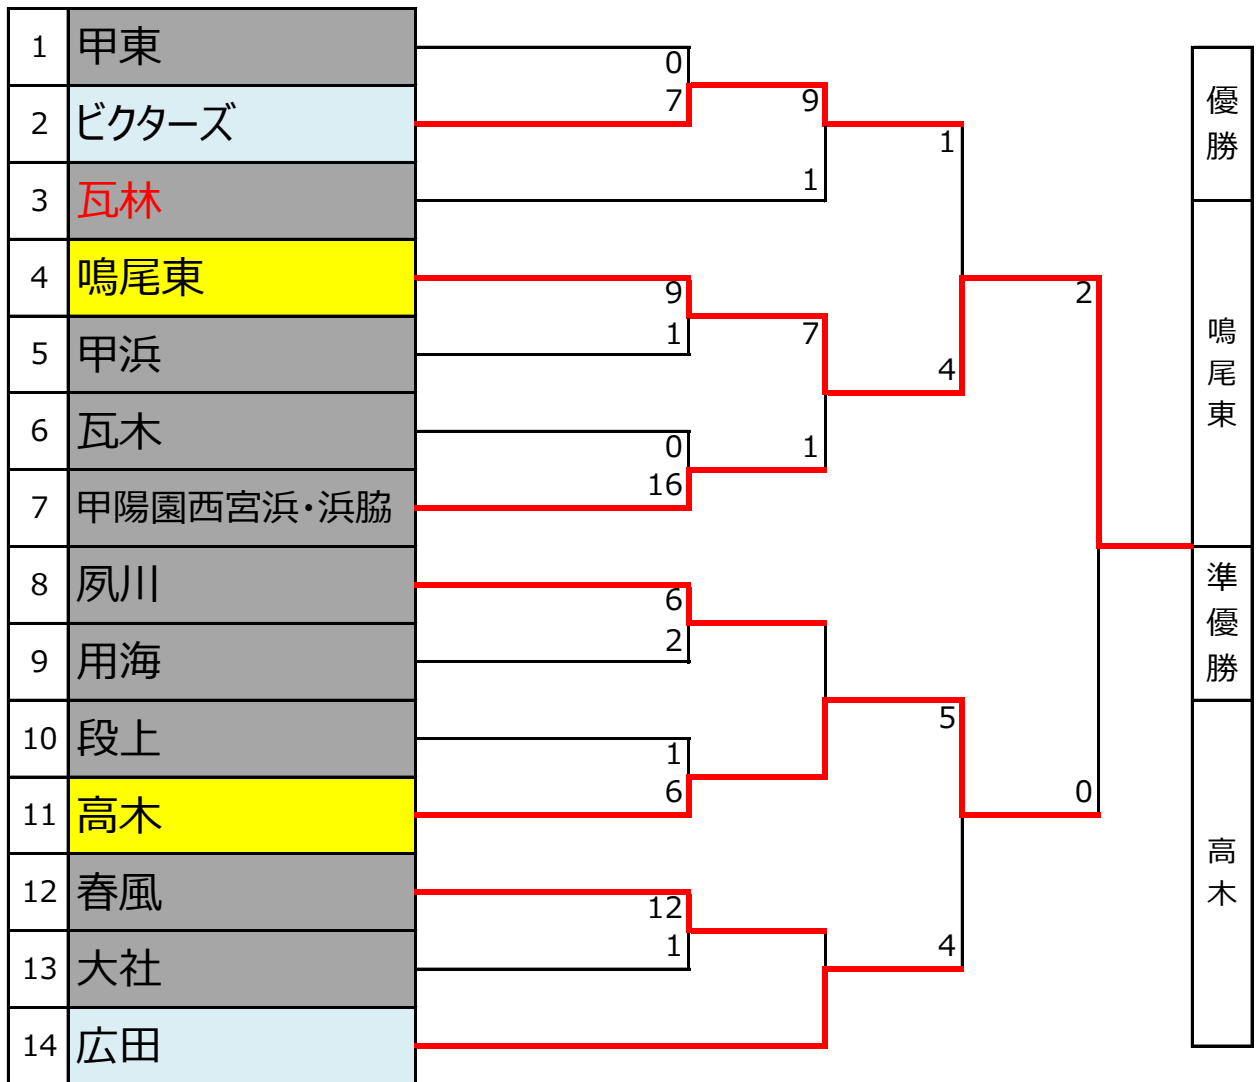 1 甲東
2 ビクターズ
3 瓦林
4 鳴尾東
5 甲浜
6 瓦木
7 甲陽園西宮浜・浜脇
8 夙川
9 用海
10 段上
11 高木
12 春風
13 大社
14 広田
0
7
9
1
1
9
1
7
4
2
0
16
1
6
2
1
6
5
0
12
1
4
優勝
鳴尾東
準優勝
高木